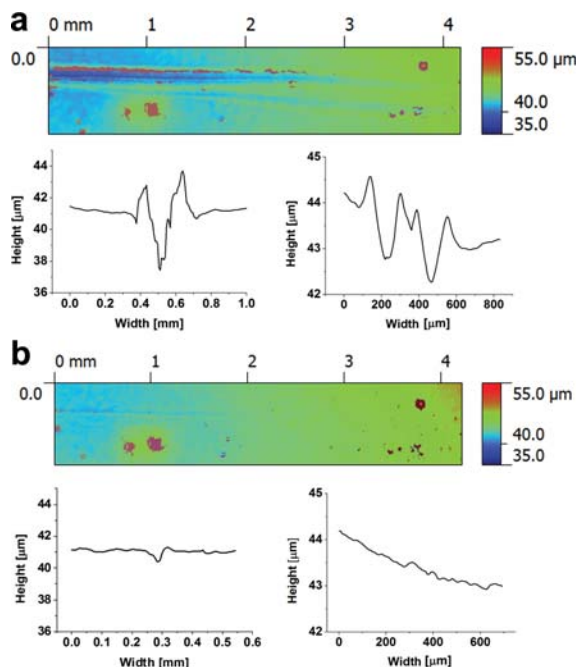 a
0 mm 1 2 3 4
0.0
55.0 µm
40.0
35.0
44
42
40
38
36
Height [µm]
0.0 0.2 0.4 0.6 0.8 1.0
Width [mm]
45
44
43
42
Height [µm]
0 200 400 600 800
Width [µm]
b
0 mm 1 2 3 4
0.0
55.0 µm
40.0
35.0
44
42
40
38
36
Height [µm]
0.0 0.1 0.2 0.3 0.4 0.5 0.6
Width [mm]
45
44
43
42
Height [µm]
0 200 400 600
Width [µm]